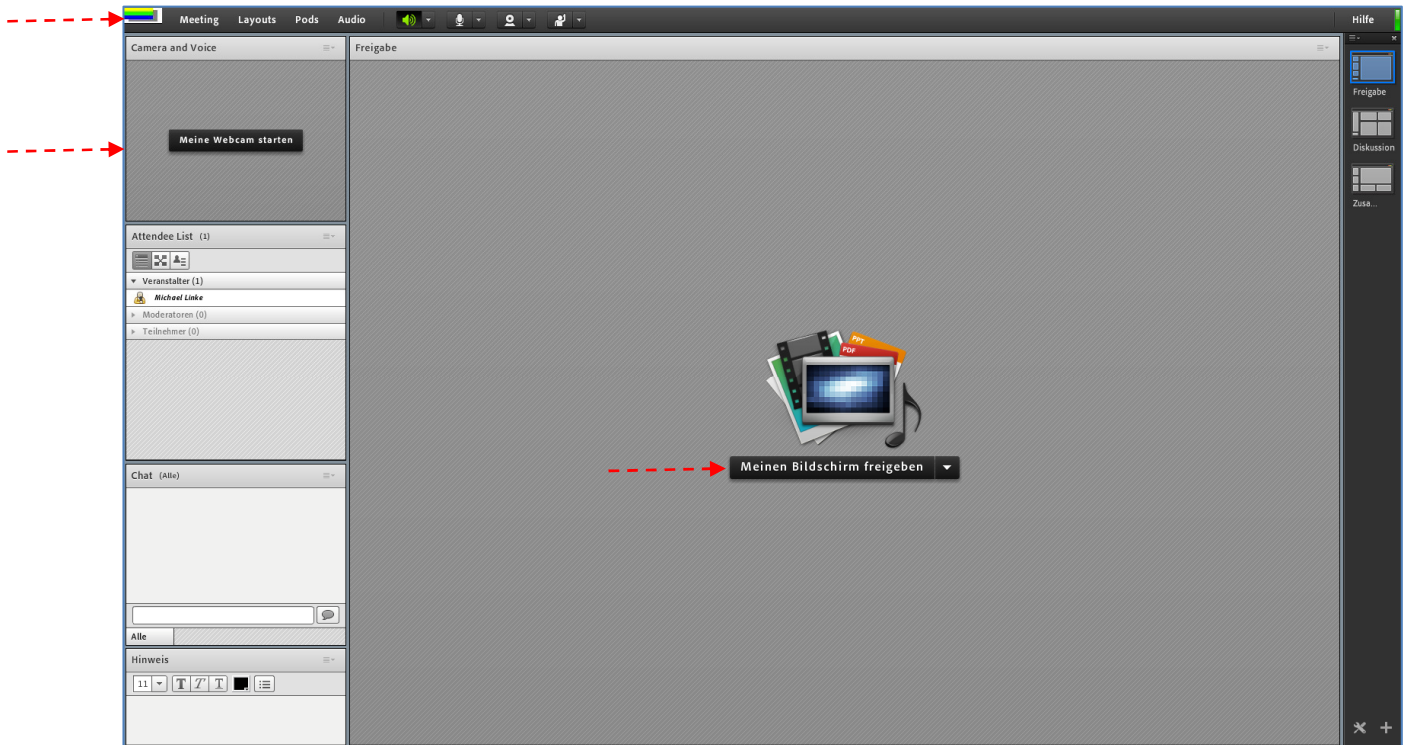 Meeting Layouts Pods Audio Hilfe
Camera and Voice
Meine Webcam starten
Attendee List (1)
Veranstalter (1)
Michael Linke
Moderatoren (0)
Teilnehmer (0)
Chat (Alle)
Alle
Hinweis
11 T T T
Freigabe
PPT
PDF
Meinen Bildschirm freigeben
Freigabe
Diskussion
Zusa...